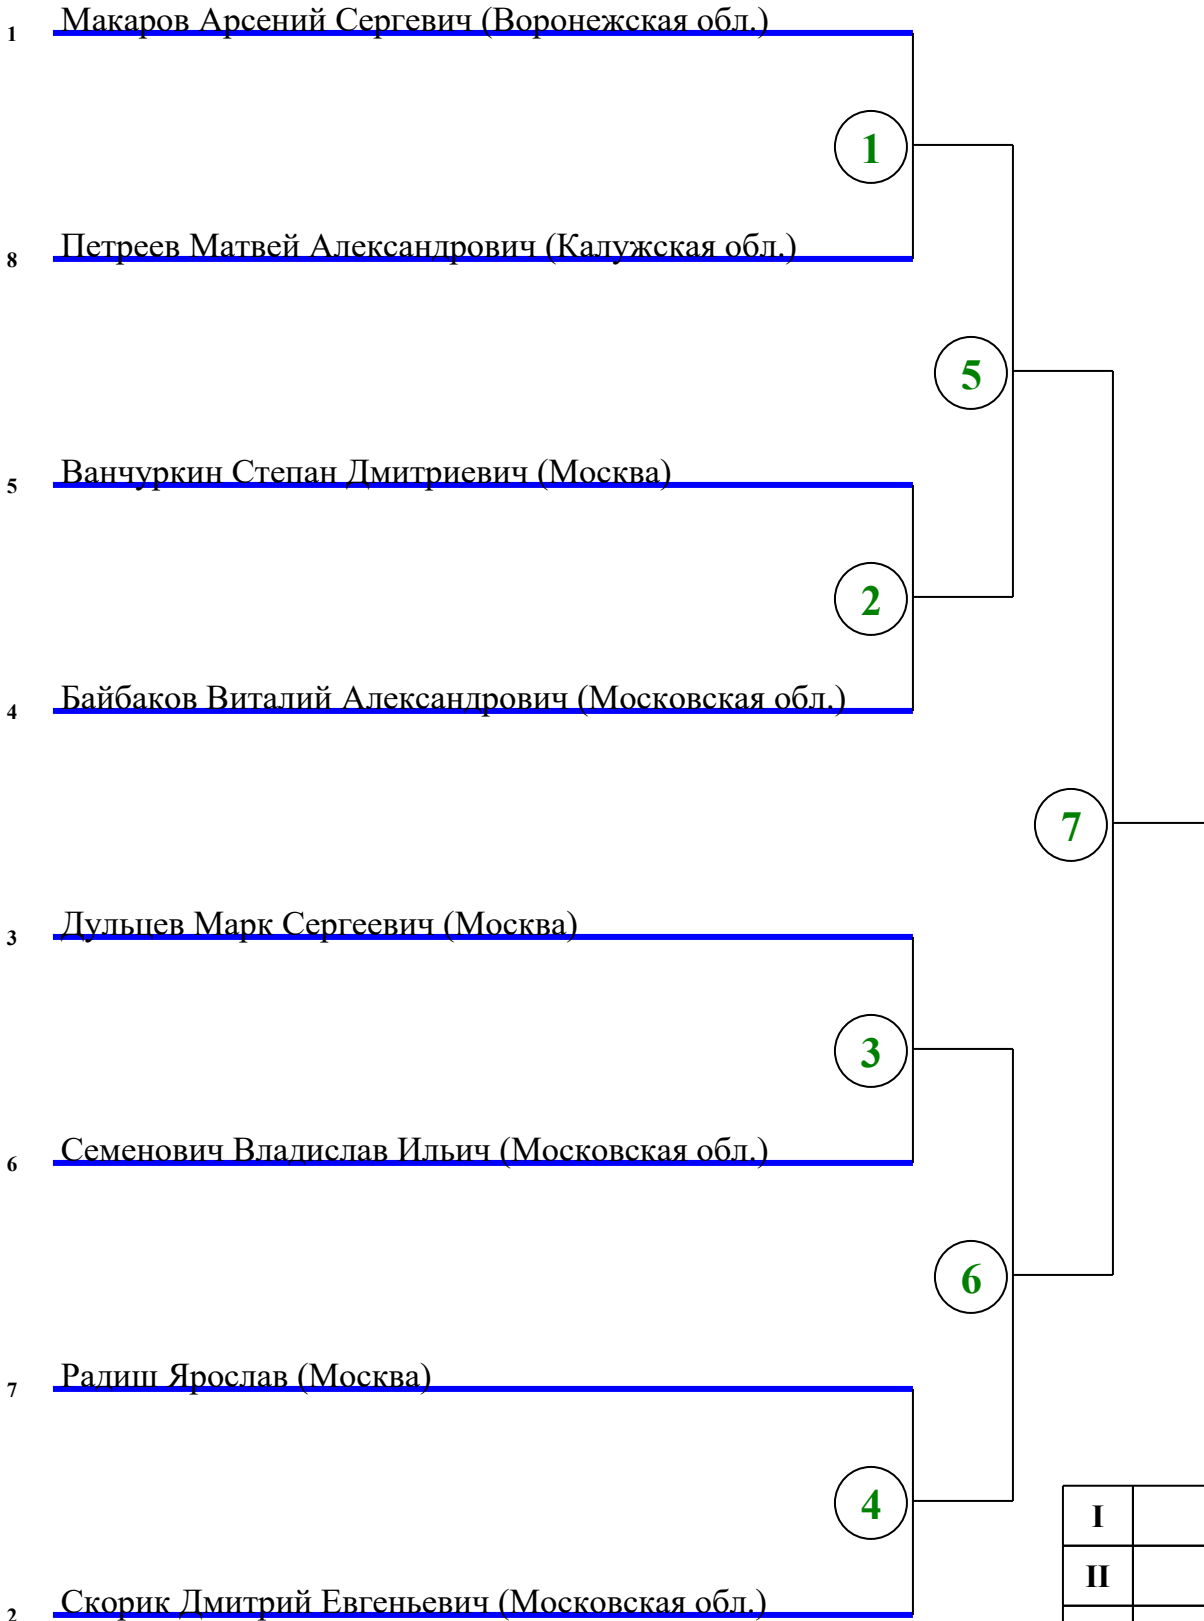 1 Макаров Арсений Сергевич (Воронежская обл.)
1
8 Петреев Матвей Александрович (Калужская обл.)
5
5 Ванчуркин Степан Дмитриевич (Москва)
2
4 Байбаков Виталий Александрович (Московская обл.)
7
3 Дульцев Марк Сергеевич (Москва)
3
6 Семенович Владислав Ильич (Московская обл.)
6
7 Радиш Ярослав (Москва)
4
I
II
2 Скорик Дмитрий Евгеньевич (Московская обл.)